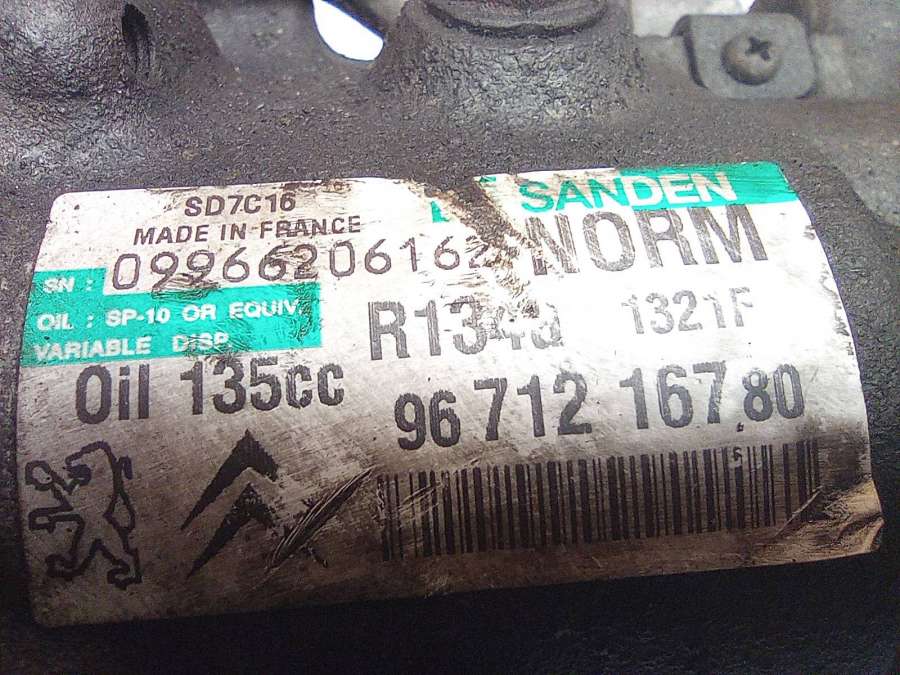 SD7C16
MADE IN FRANCE
SANDEN
SN :
NORM
OIL : SP-10 OR EQUIV.
VARIABLE DISP.
R134a
1321F
Oil 135cc
96 712 167 80